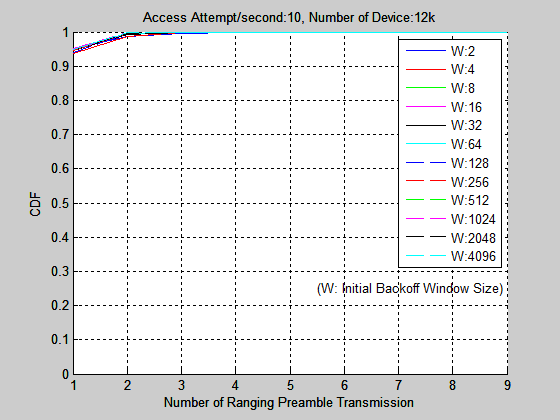 Access Attempt/second:10, Number of Device:12k
1
0.9
0.8
0.7
0.6
0.5
0.4
0.3
0.2
0.1
0
CDF
W:2
W:4
W:8
W:16
W:32
W:64
W:128
W:256
W:512
W:1024
W:2048
W:4096
(W: Initial Backoff Window Size)
1 2 3 4 5 6 7 8 9
Number of Ranging Preamble Transmission